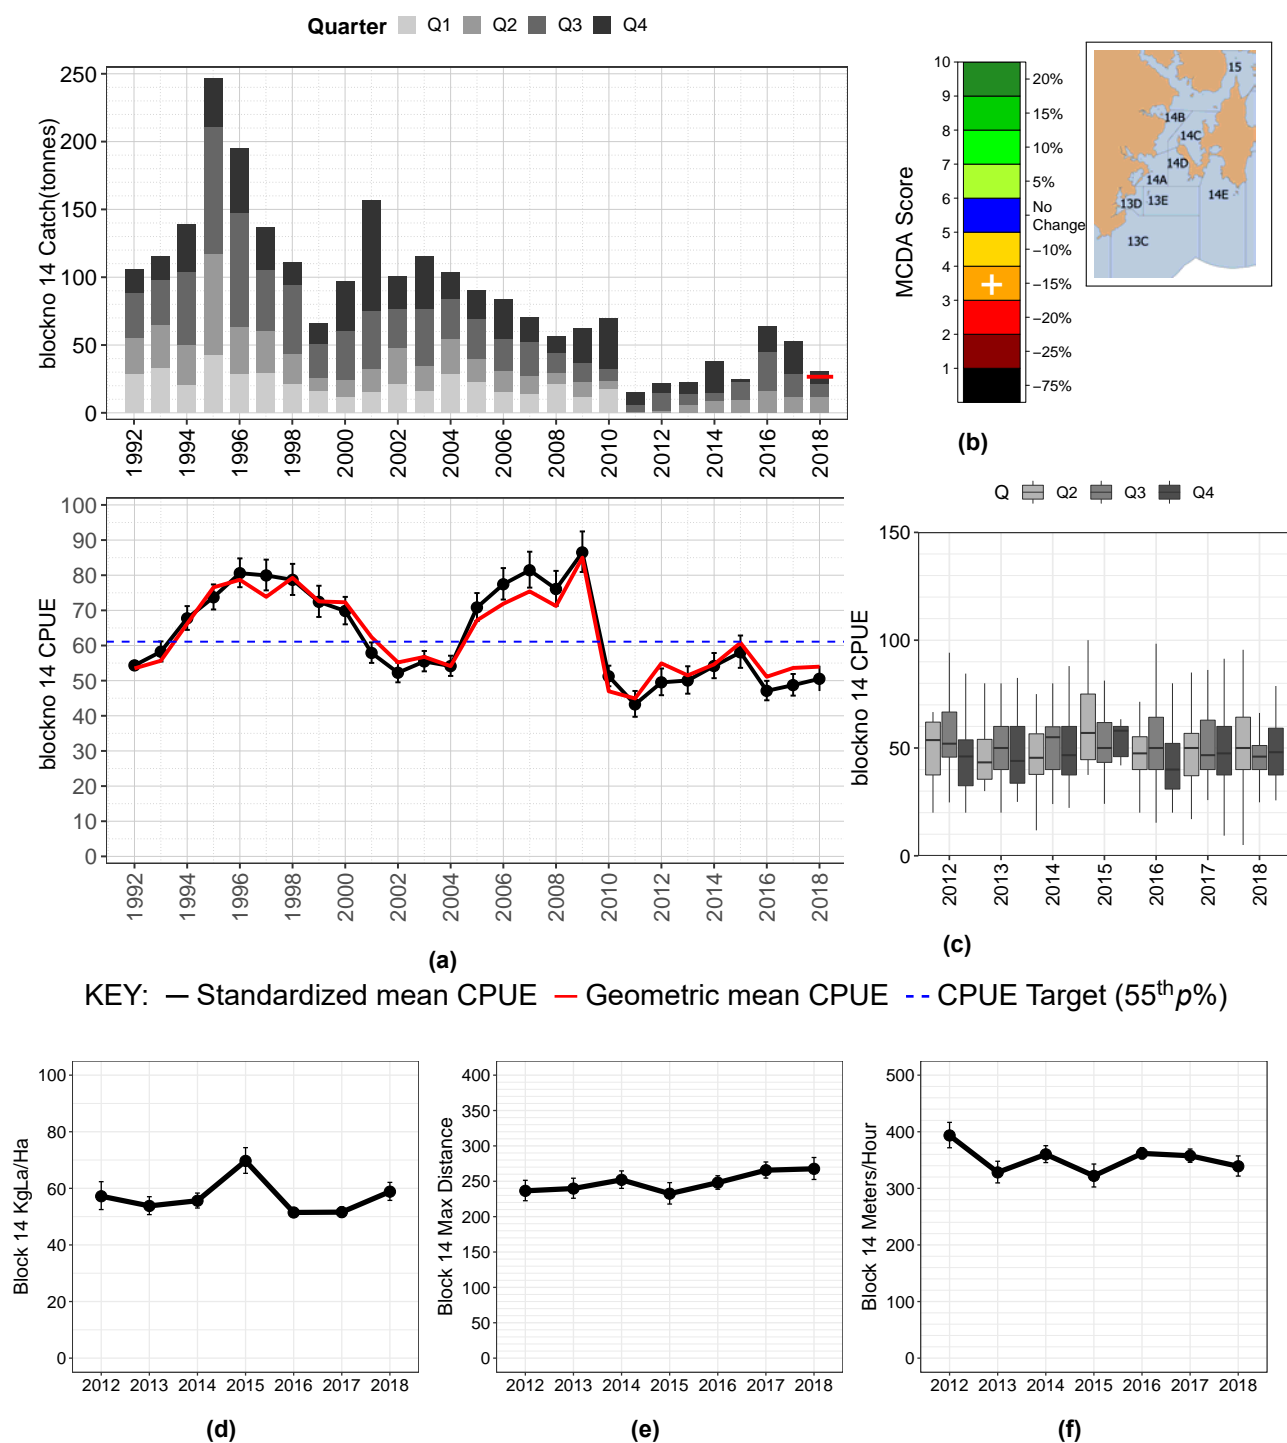 Quarter Q1 Q2 Q3 Q4
blockno 14 Catch(tonnes)
250
200
150
100
50
0
1992 1994 1996 1998 2000 2002 2004 2006 2008 2010 2012 2014 2016 2018
blockno 14 CPUE
100
90
80
70
60
50
40
30
20
10
0
1992 1994 1996 1998 2000 2002 2004 2006 2008 2010 2012 2014 2016 2018
(a)
MCDA Score
10
9
8
7
6
5
4
3
2
1
20%
15%
10%
5%
No
Change
−10%
−15%
−20%
−25%
−75%
(b)
15
14B
14C
14D
14A
14E
13D
13E
13C
Q Q2 Q3 Q4
blockno 14 CPUE
150
100
50
0
2012 2013 2014 2015 2016 2017 2018
(c)
KEY: Standardized mean CPUE Geometric mean CPUE CPUE Target (55th p%)
Block 14 KgLa/Ha
100
80
60
40
20
0
2012 2013 2014 2015 2016 2017 2018
(d)
Block 14 Max Distance
400
350
300
250
200
150
100
50
0
2012 2013 2014 2015 2016 2017 2018
(e)
Block 14 Meters/Hour
500
400
300
200
100
0
2012 2013 2014 2015 2016 2017 2018
(f)